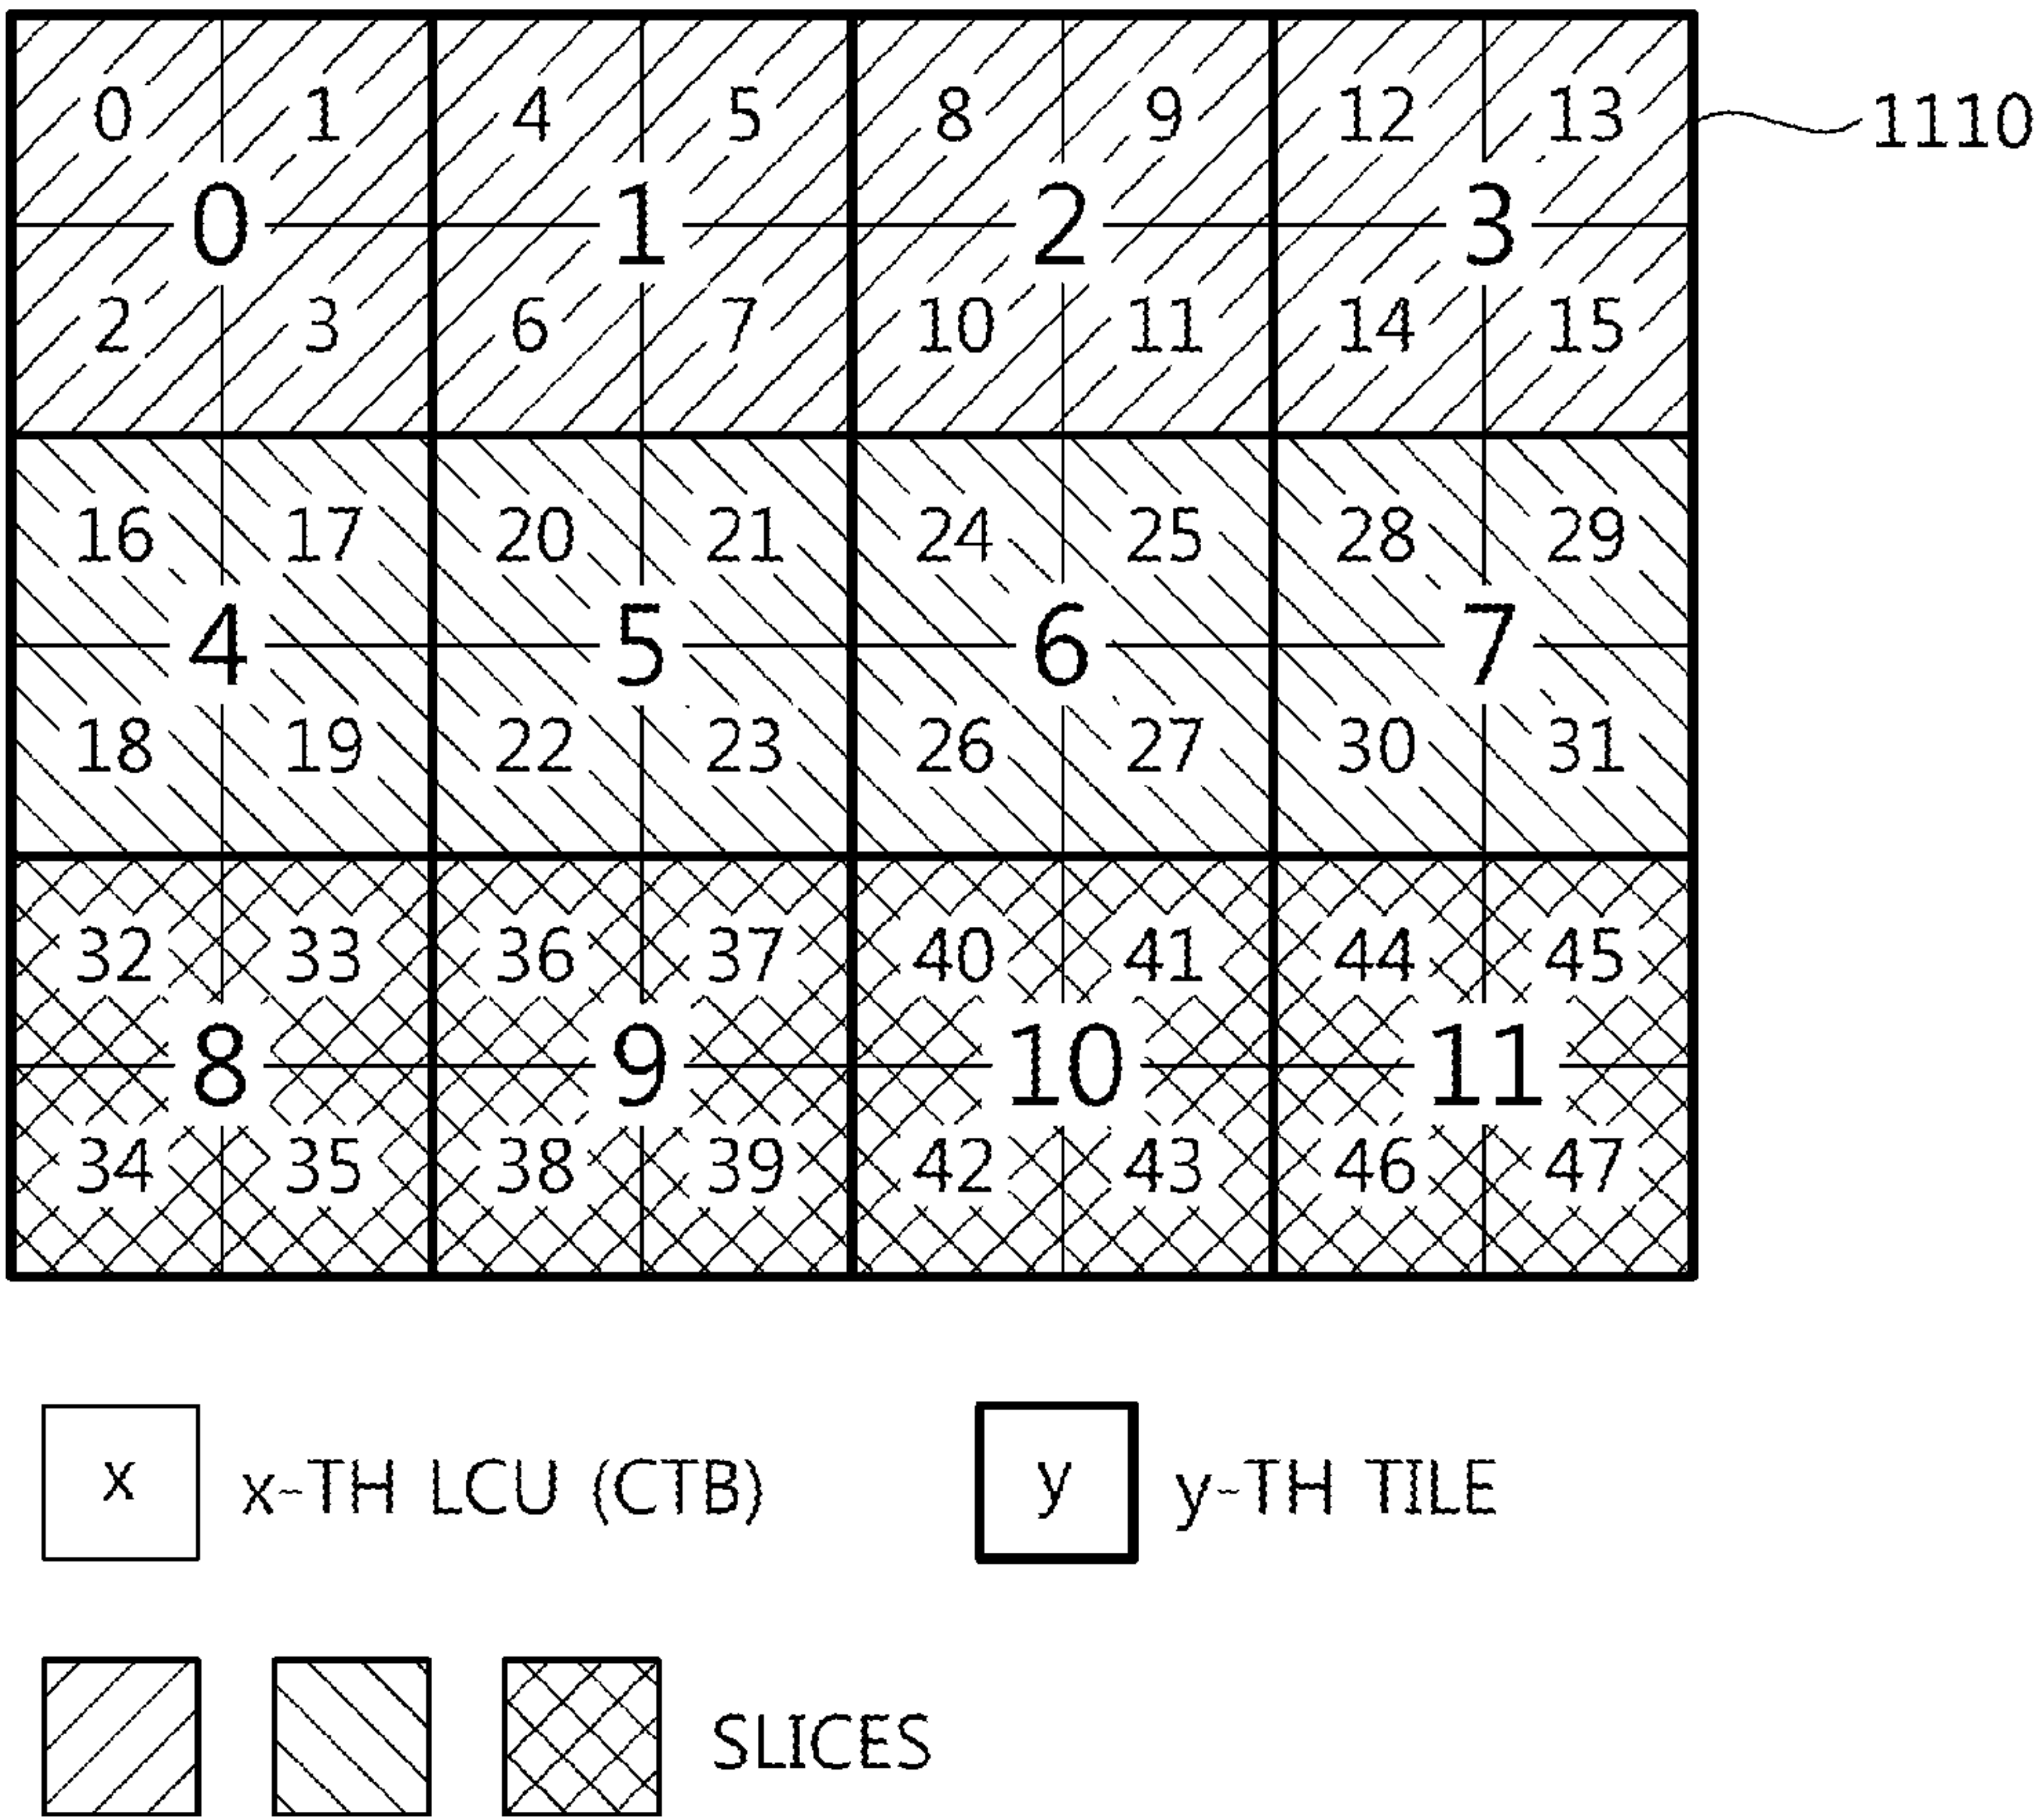 0 1 4 5 8 9 12 13 1110
0 1 2 3
2 3 6 7 10 11 14 15
16 17 20 21 24 25 28 29
4 5 6 7
18 19 22 23 26 27 30 31
32 33 36 37 40 41 44 45
8 9 10 11
34 35 38 39 42 43 46 47
x x-TH LCU (CTB) y y-TH TILE
SLICES